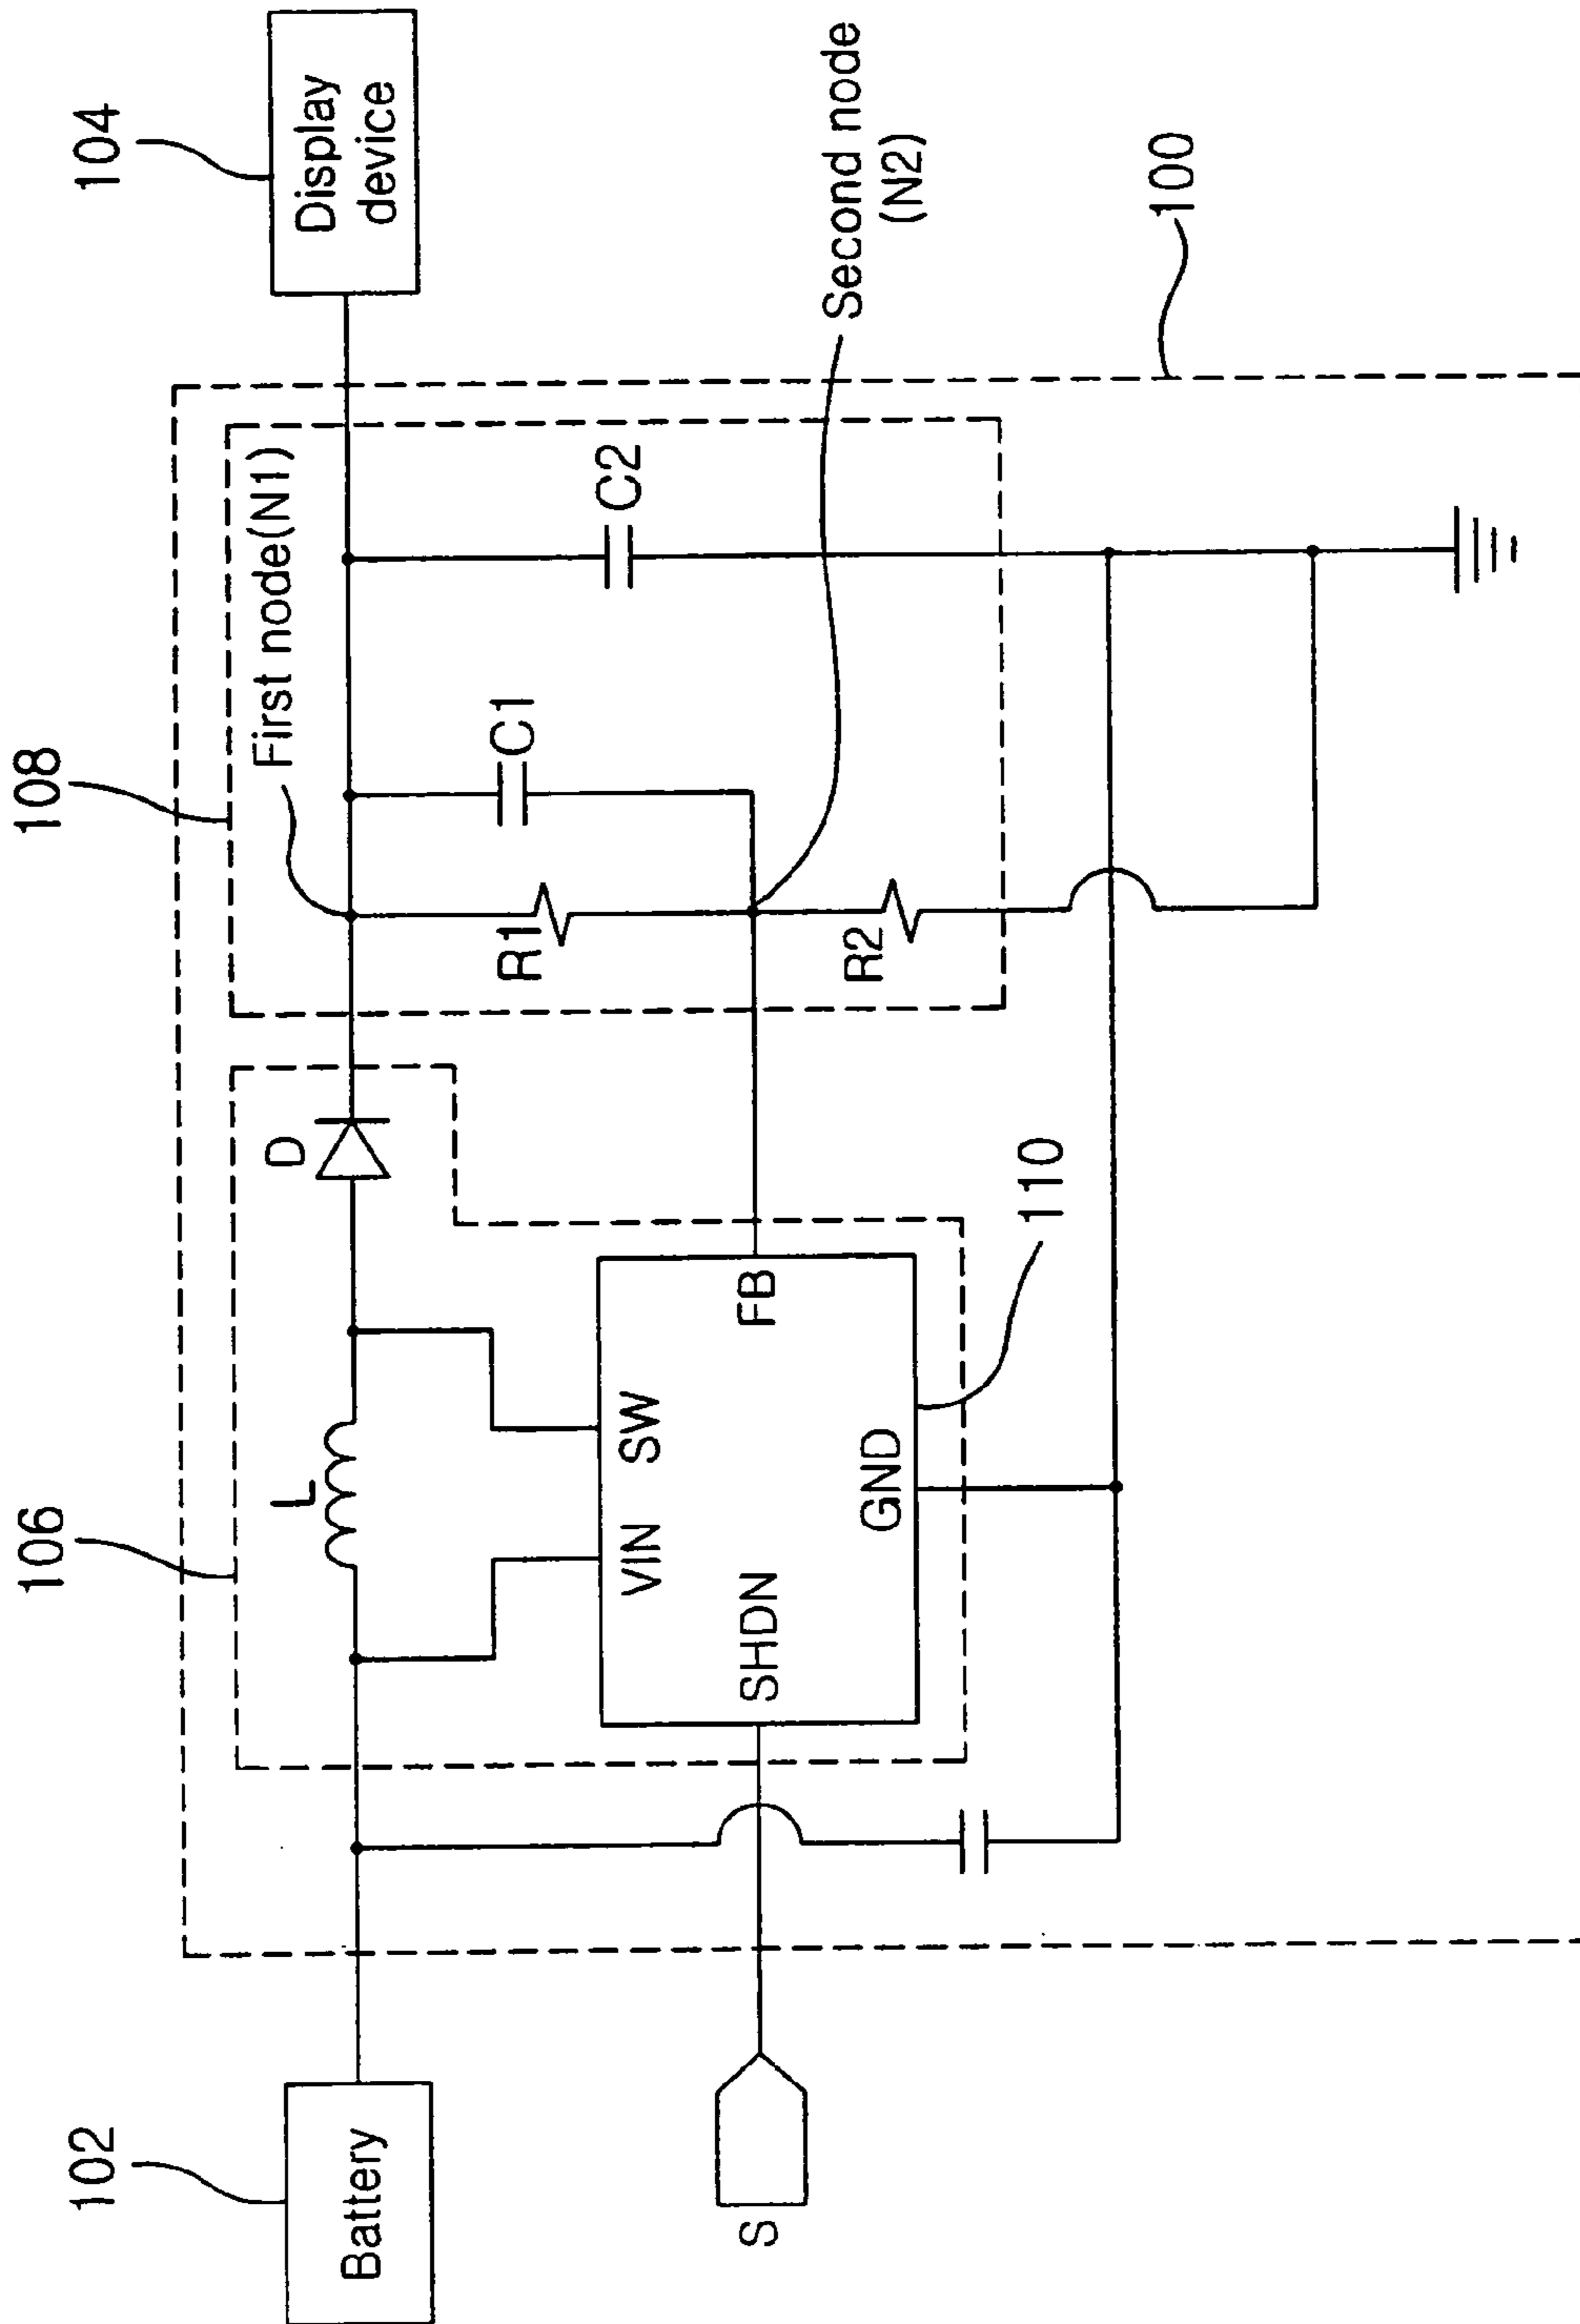 108
106
104
102
First node(N1)
Display
device
D
L
Battery
C1
C2
R1
SW
VIN
FB
SHDN
R2
GND
Second node
(N2)
S
110
100